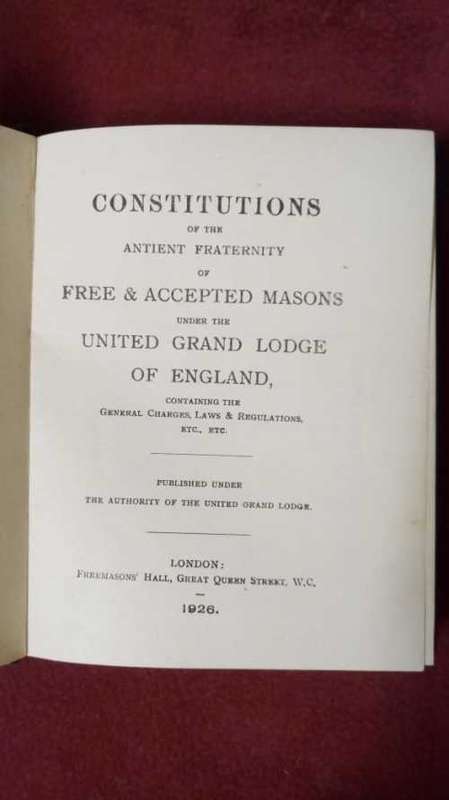 CONSTITUTIONS
OF THE
ANTIENT FRATERNITY
OF
FREE & ACCEPTED MASONS
UNDER THE
UNITED GRAND LODGE
OF ENGLAND,
CONTAINING THE
GENERAL CHARGES, LAWS & REGULATIONS,
ETC., ETC.
PUBLISHED UNDER
THE AUTHORITY OF THE UNITED GRAND LODGE.
LONDON:
FREEMASONS' HALL, GREAT QUEEN STREET, W.C.
1926.